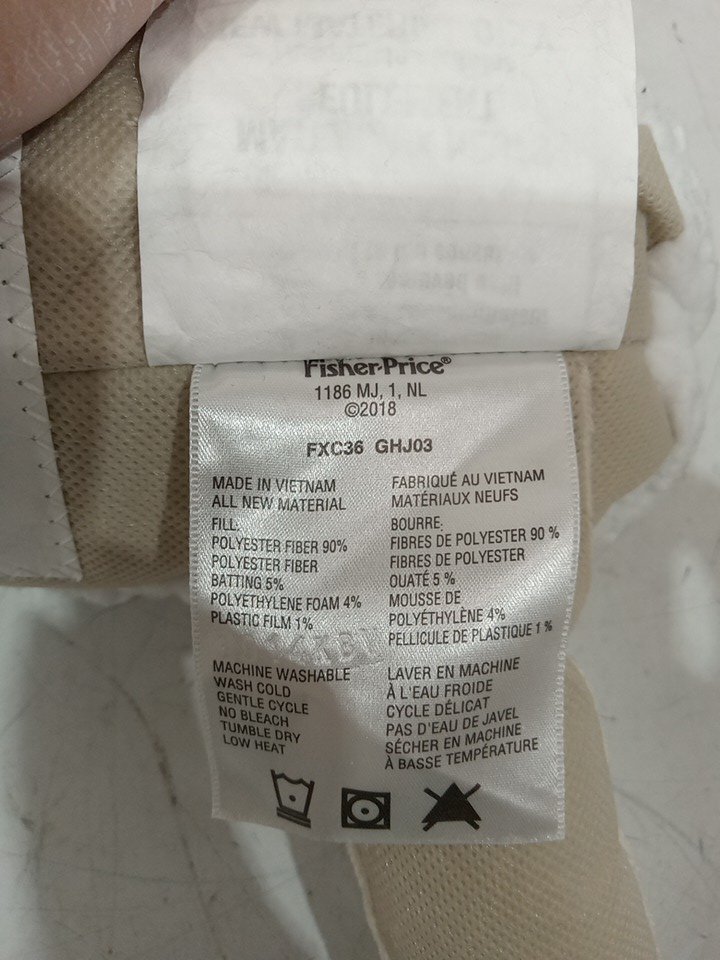 Fisher-Price®
1186 MJ, 1, NL
©2018
FXC36 GHJ03
MADE IN VIETNAM
ALL NEW MATERIAL
FILL:
POLYESTER FIBER 90%
POLYESTER FIBER
BATTING 5%
POLYETHYLENE FOAM 4%
PLASTIC FILM 1%
MACHINE WASHABLE
WASH COLD
GENTLE CYCLE
NO BLEACH
TUMBLE DRY
LOW HEAT
FABRIQUÉ AU VIETNAM
MATÉRIAUX NEUFS
BOURRE:
FIBRES DE POLYESTER 90 %
FIBRES DE POLYESTER
OUATÉ 5 %
MOUSSE DE
POLYÉTHYLÈNE 4%
PELLICULE DE PLASTIQUE 1 %
LAVER EN MACHINE
À L'EAU FROIDE
CYCLE DÉLICAT
PAS D'EAU DE JAVEL
SÉCHER EN MACHINE
À BASSE TEMPÉRATURE